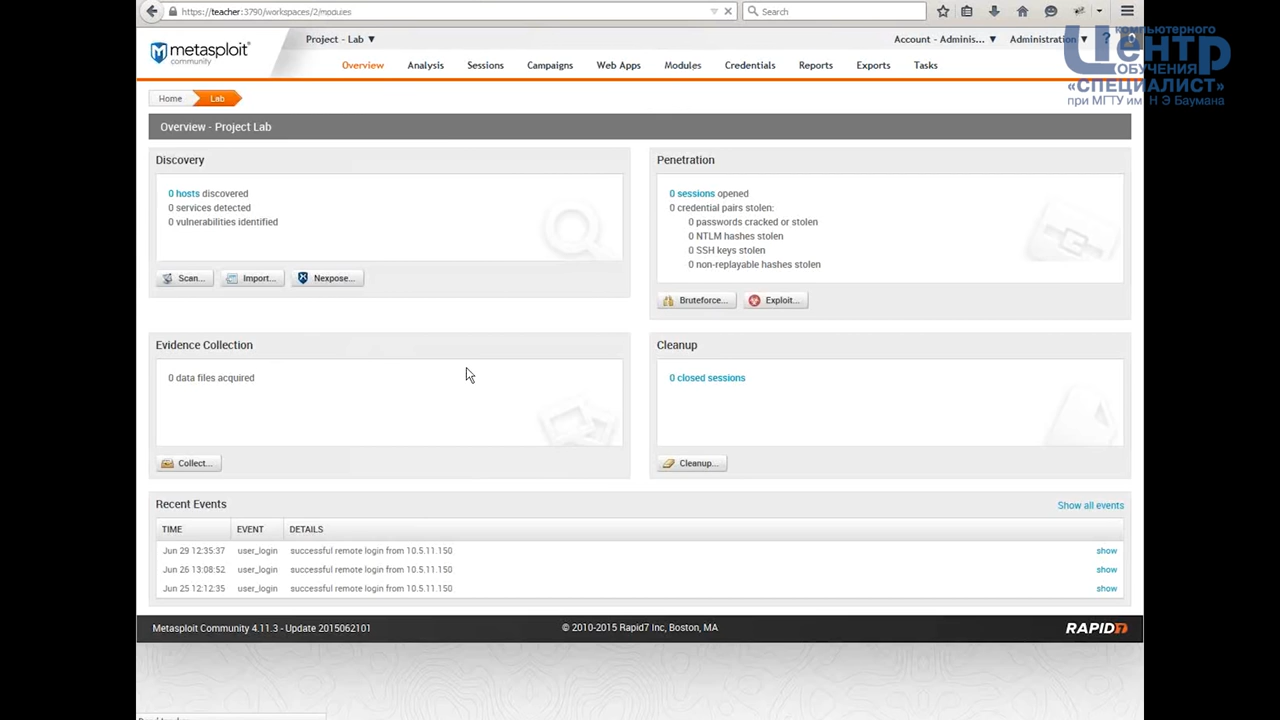 https://teacher:3790/workspaces/2/modules
Search
metasploit
community
Project - Lab ▼
Account - Adminis... ▼
Administration ▼
?
Overview
Analysis
Sessions
Campaigns
Web Apps
Modules
Credentials
Reports
Exports
Tasks
компьютерного
Центр
ОБУЧЕНИЯ
«СПЕЦИАЛИСТ»
при МГТУ им. Н Э Баумана
Home
Lab
Overview - Project Lab
Discovery
0 hosts discovered
0 services detected
0 vulnerabilities identified
Scan...
Import...
Nexpose...
Penetration
0 sessions opened
0 credential pairs stolen:
0 passwords cracked or stolen
0 NTLM hashes stolen
0 SSH keys stolen
0 non-replayable hashes stolen
Bruteforce...
Exploit...
Evidence Collection
0 data files acquired
Collect...
Cleanup
0 closed sessions
Cleanup...
Recent Events
Show all events
TIME EVENT DETAILS
Jun 29 12:35:37 user_login successful remote login from 10.5.11.150 show
Jun 26 13:08:52 user_login successful remote login from 10.5.11.150 show
Jun 25 12:12:35 user_login successful remote login from 10.5.11.150 show
Metasploit Community 4.11.3 - Update 2015062101
© 2010-2015 Rapid7 Inc, Boston, MA
RAPID7